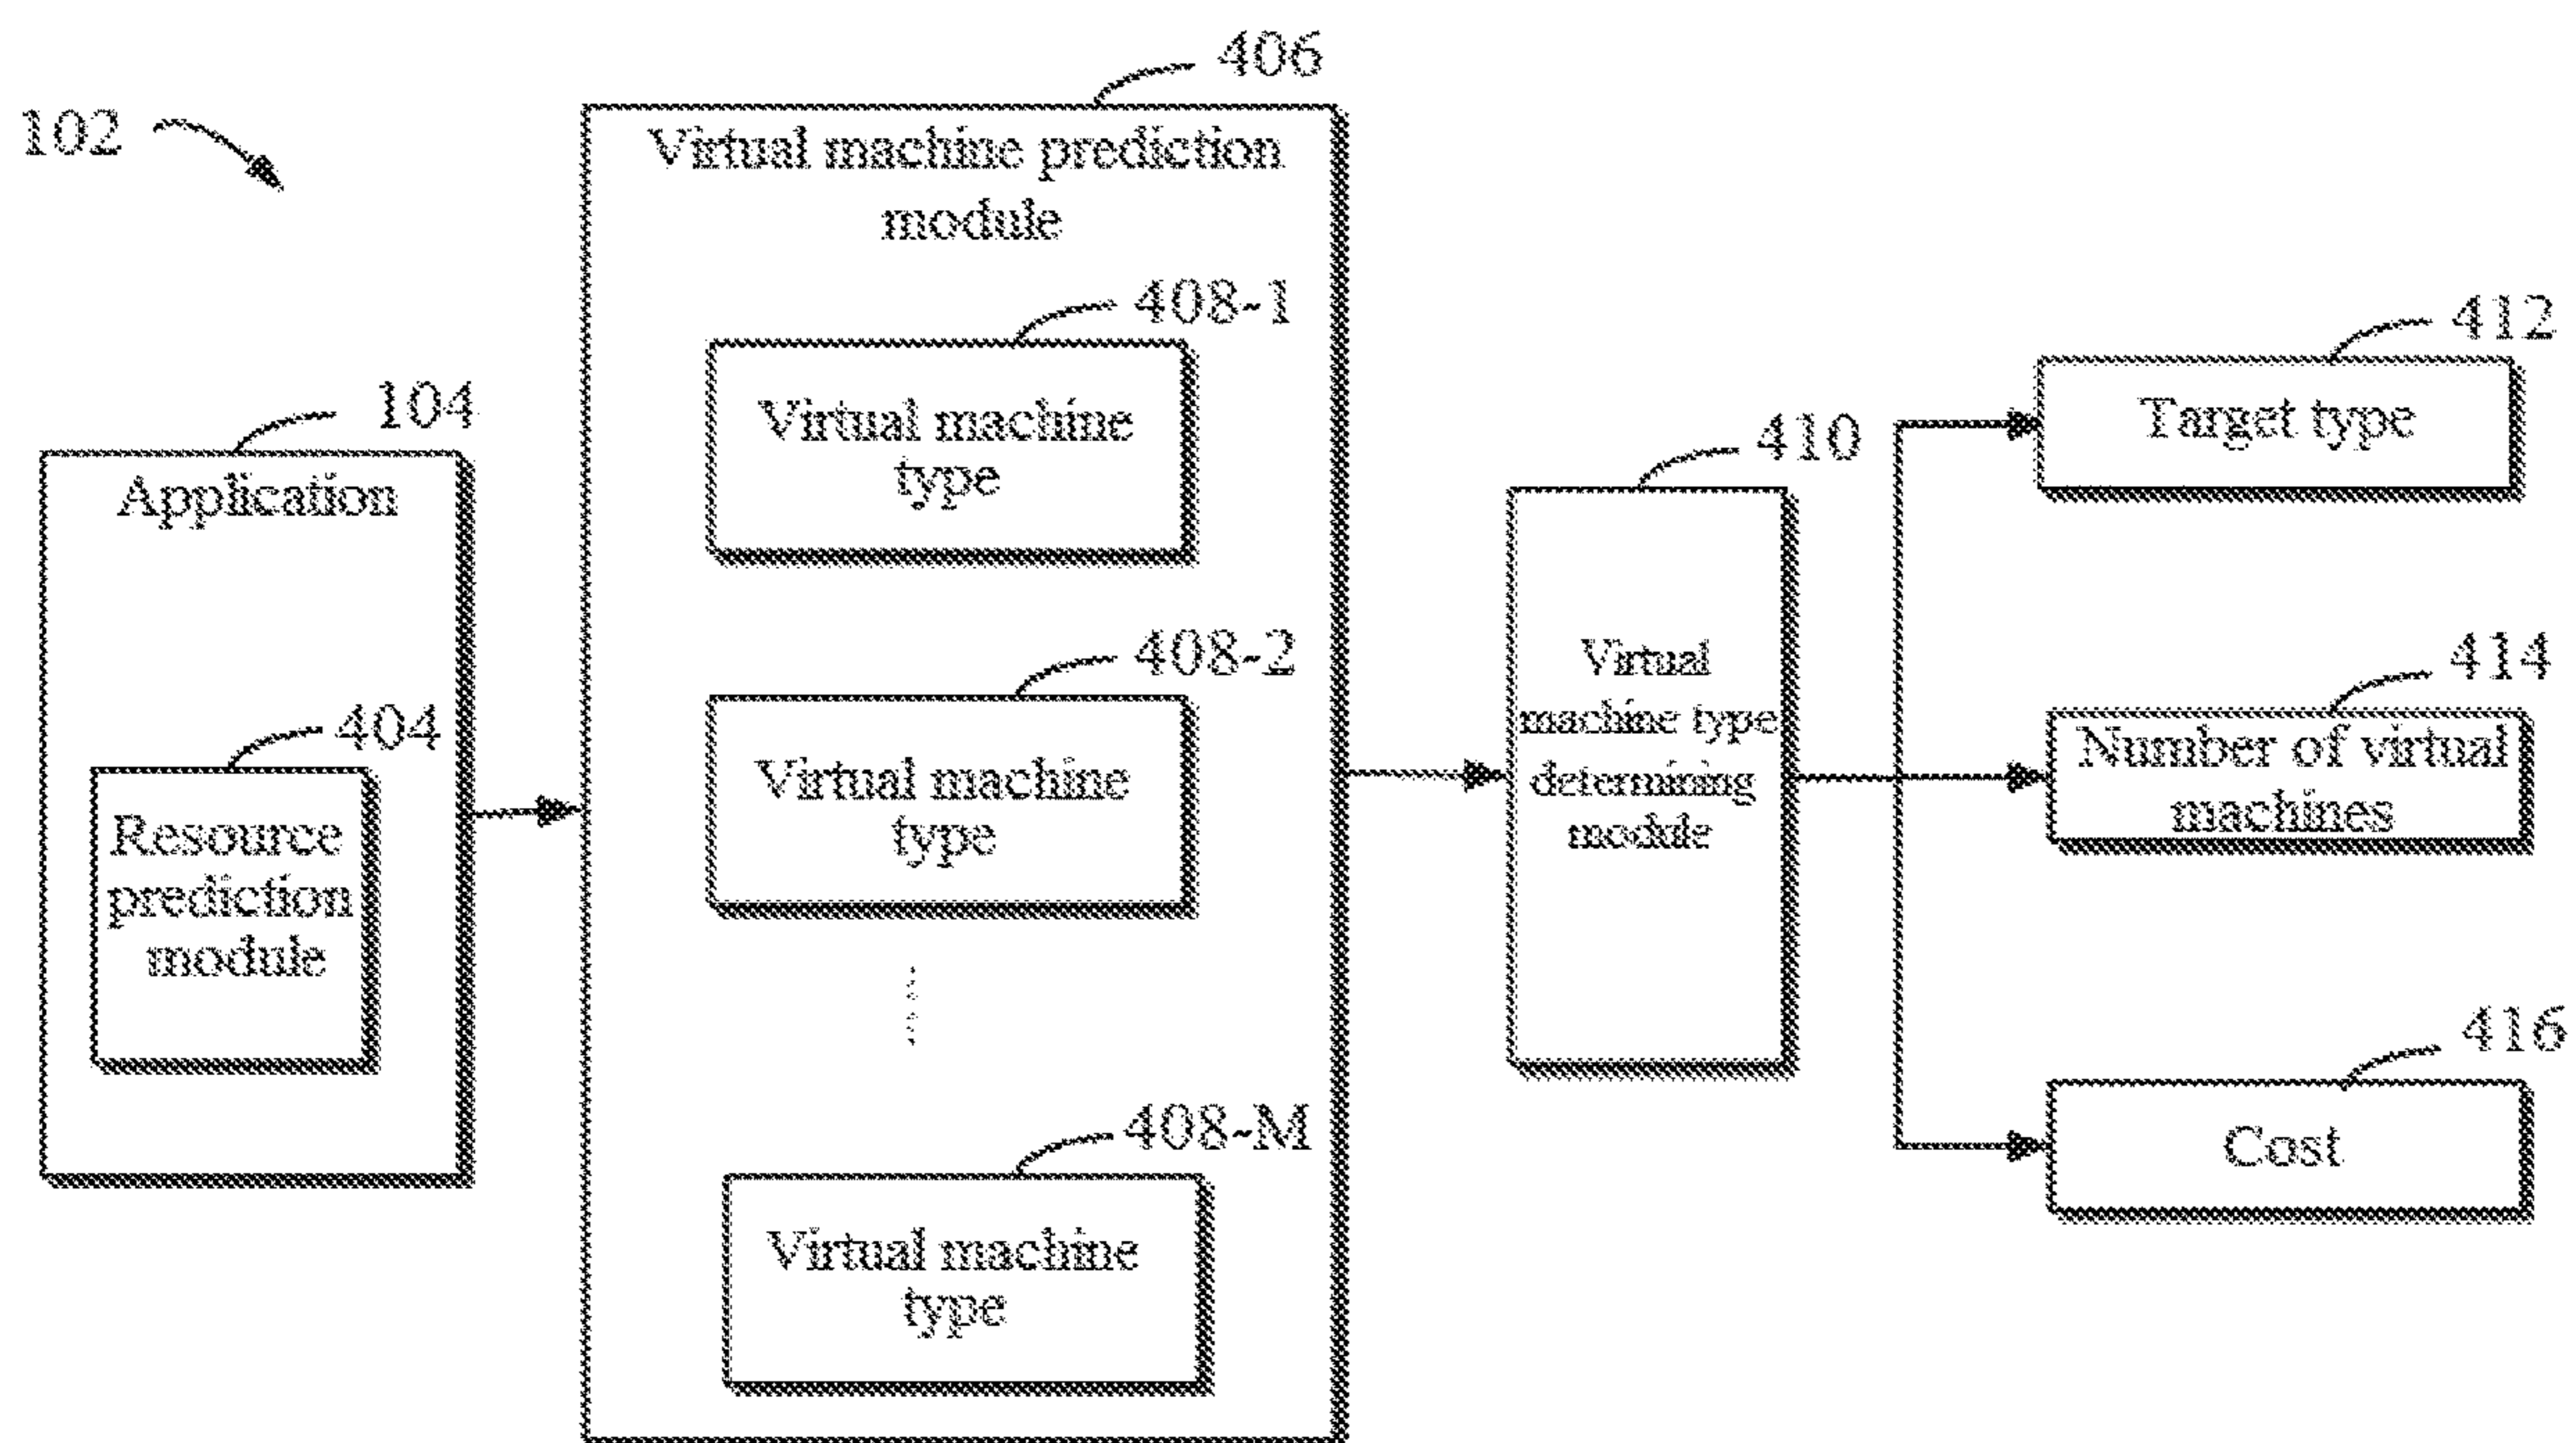 102
406
Virtual machine prediction
module
408-1
Virtual machine
type
408-2
Virtual machine
type
408-M
Virtual machine
type
104
Application
404
Resource
prediction
module
410
Virtual
machine type
determining
module
412
Target type
414
Number of virtual
machines
416
Cost